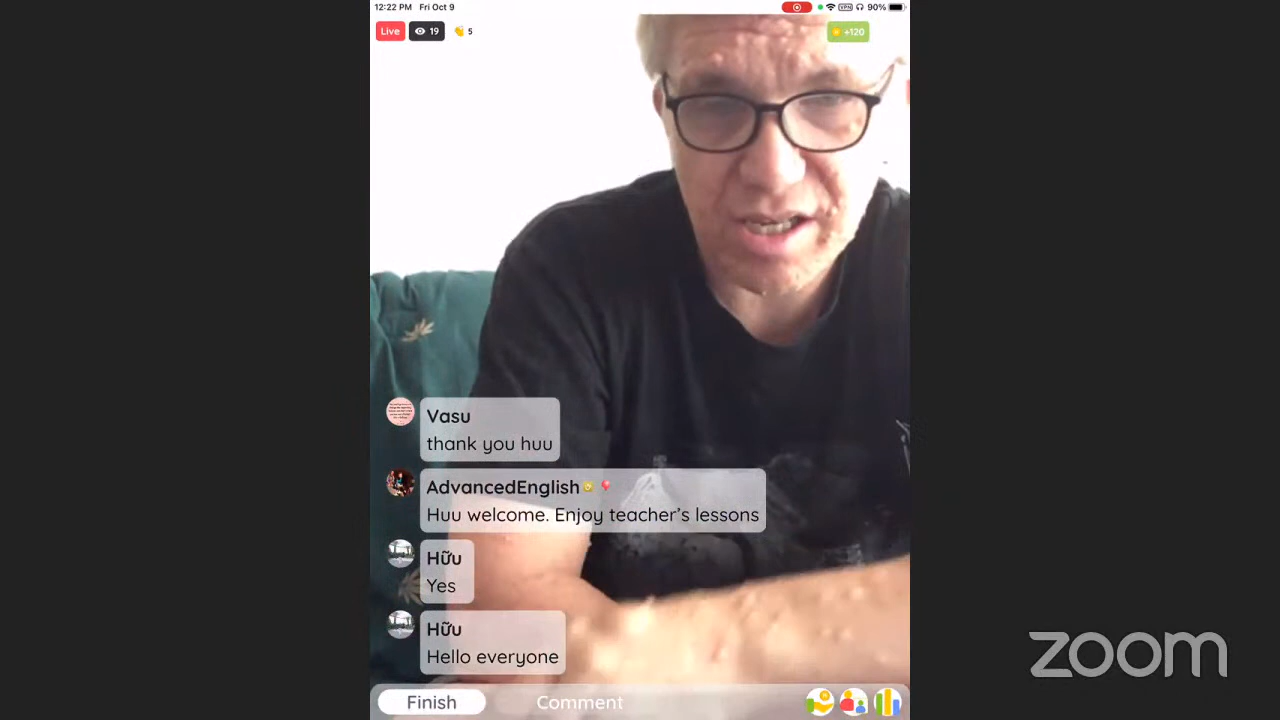 12:22 PM Fri Oct 9
VPN 90%
Live 19 5
+120
Vasu
thank you huu
AdvancedEnglish
Huu welcome. Enjoy teacher's lessons
Hữu
Yes
Hữu
Hello everyone
Finish Comment
zoom